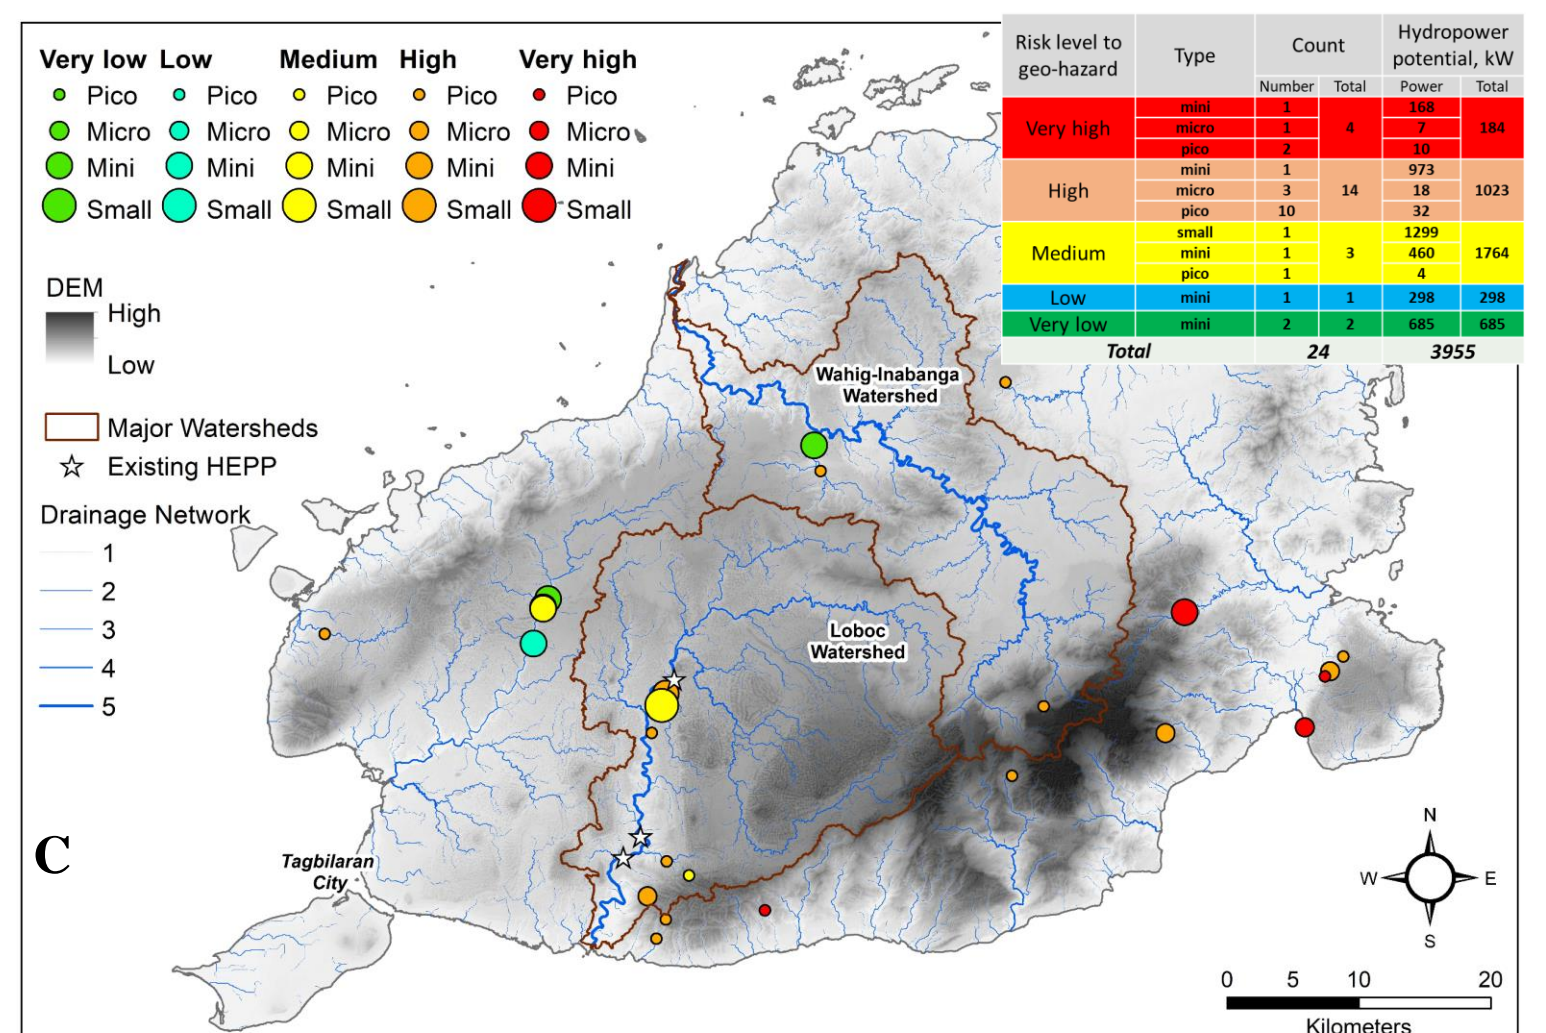 Very low Low Medium High Very high
Pico Pico Pico Pico Pico
Micro Micro Micro Micro Micro
Mini Mini Mini Mini Mini
Small Small Small Small Small
DEM
High
Low
Major Watersheds
Existing HEPP
Drainage Network
1
2
3
4
5
C
Risk level to geo-hazard Type Count Hydropower potential, kW
Number Total Power Total
Very high mini 1 4 168 184
micro 1 7
pico 2 10
High mini 1 14 973 1023
micro 3 18
pico 10 32
Medium small 1 3 1299 1764
mini 1 460
pico 1 4
Low mini 1 1 298 298
Very low mini 2 2 685 685
Total 24 3955
Wahig-Inabanga
Watershed
Loboc
Watershed
Tagbilaran
City
N
W E
S
0 5 10 20
Kilometers